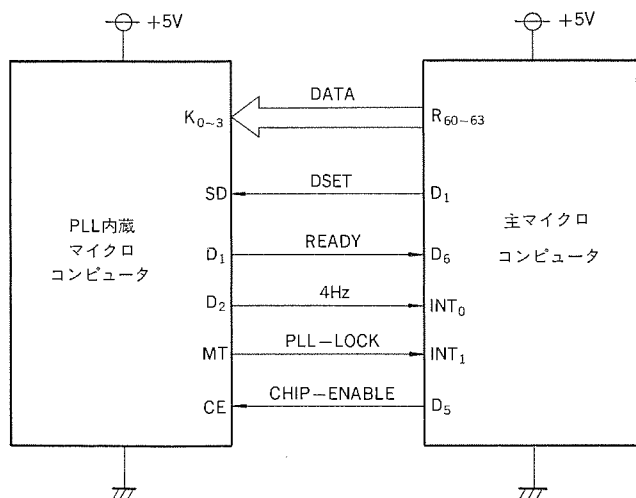 +5V
+5V
DATA
K0~3
R60-63
DSET
SD
D1
PLL内蔵
マイクロ
コンピュータ
主マイクロ
コンピュータ
READY
D1
D6
4Hz
D2
INT0
PLL-LOCK
MT
INT1
CHIP-ENABLE
CE
D5